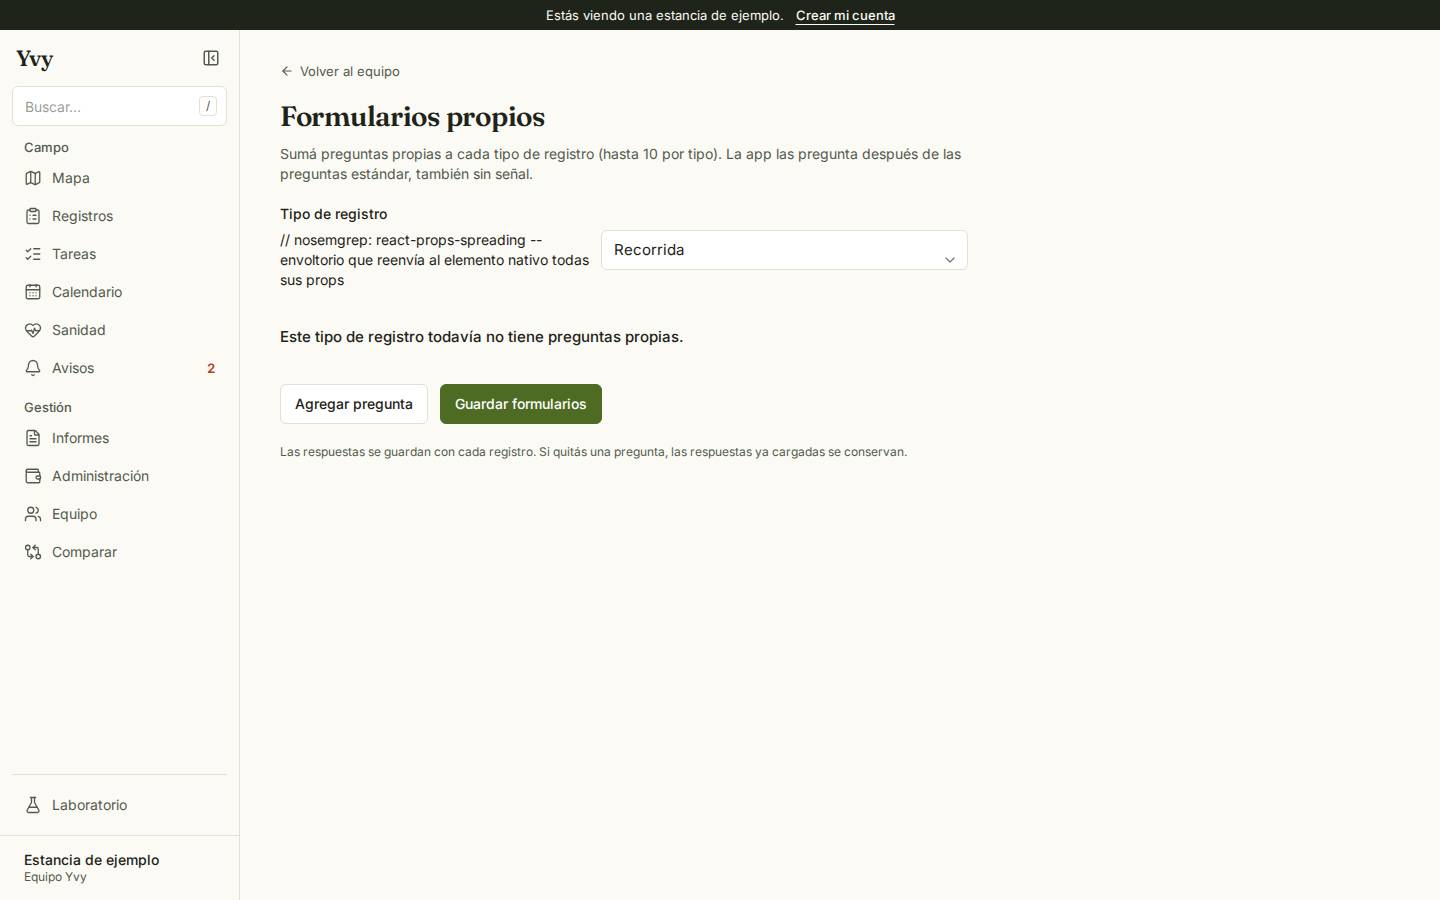 Estás viendo una estancia de ejemplo. Crear mi cuenta
Yvy
Buscar... /
Campo
Mapa
Registros
Tareas
Calendario
Sanidad
Avisos 2
Gestión
Informes
Administración
Equipo
Comparar
Laboratorio
Estancia de ejemplo
Equipo Yvy
Volver al equipo
Formularios propios
Sumá preguntas propias a cada tipo de registro (hasta 10 por tipo). La app las pregunta después de las
preguntas estándar, también sin señal.
Tipo de registro
// nosemgrep: react-props-spreading --
envoltorio que reenvía al elemento nativo todas
sus props
Recorrida
Este tipo de registro todavía no tiene preguntas propias.
Agregar pregunta Guardar formularios
Las respuestas se guardan con cada registro. Si quitás una pregunta, las respuestas ya cargadas se conservan.